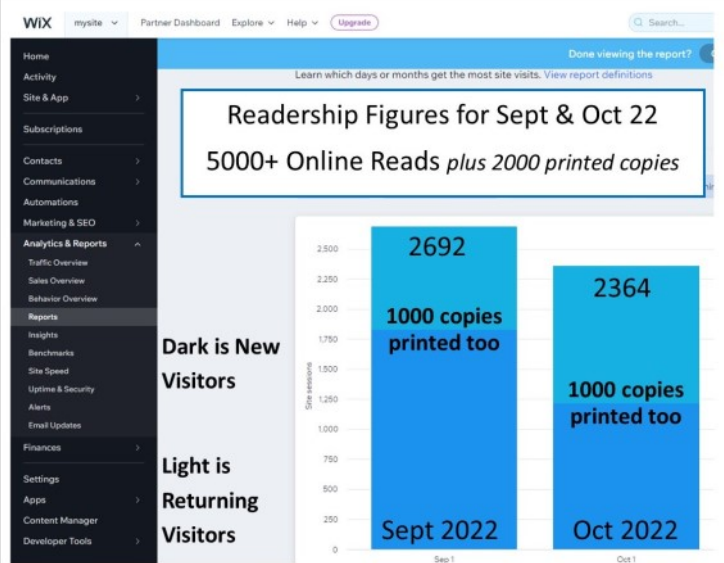 WiX mysite Partner Dashboard Explore Help Upgrade Search...
Done viewing the report?
Learn which days or months get the most site visits. View report definitions
Readership Figures for Sept & Oct 22
5000+ Online Reads plus 2000 printed copies
Home
Activity
Site & App
Subscriptions
Contacts
Communications
Automations
Marketing & SEO
Analytics & Reports
Traffic Overview
Sales Overview
Behavior Overview
Reports
Insights
Benchmarks
Site Speed
Uptime & Security
Alerts
Email Updates
Finances
Settings
Apps
Content Manager
Developer Tools
Dark is New
Visitors
Light is
Returning
Visitors
Site sessions
2,500
2,250
2,000
1,750
1,500
1,250
1,000
750
500
250
0
2692
1000 copies
printed too
Sept 2022
Sep 1
2364
1000 copies
printed too
Oct 2022
Oct 1